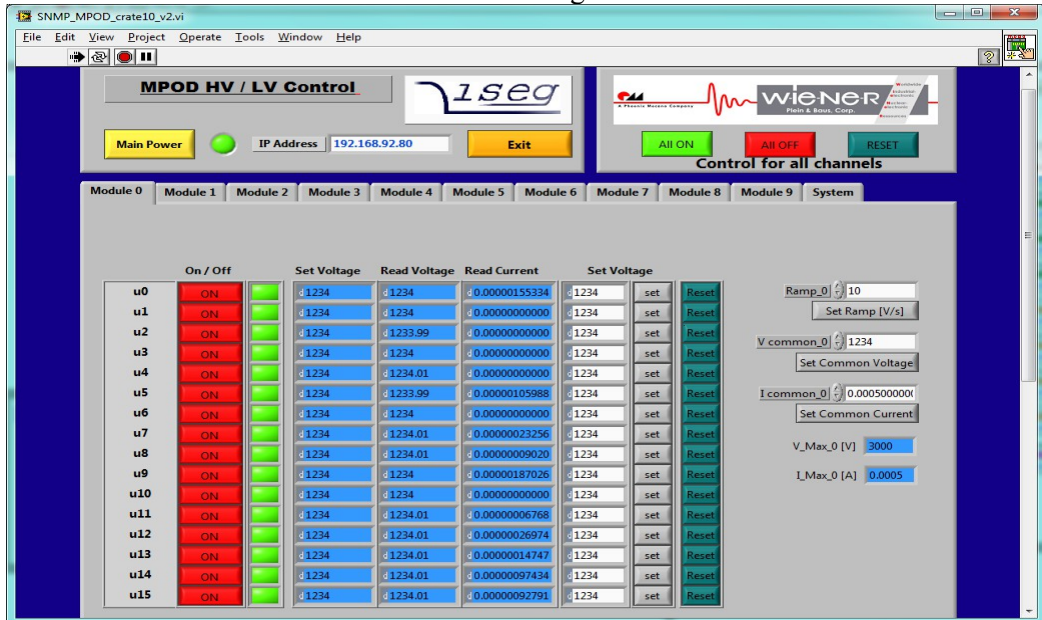 SNMP_MPOD_crate10_v2.vi
File Edit View Project Operate Tools Window Help
MPOD HV / LV Control
iseg
A Phoenix Mecano Company
W-IE-NE-R
Plein & Baus, Corp.
Main Power
IP Address 192.168.92.80
Exit
All ON All OFF RESET
Control for all channels
Module 0 Module 1 Module 2 Module 3 Module 4 Module 5 Module 6 Module 7 Module 8 Module 9 System
On / Off Set Voltage Read Voltage Read Current Set Voltage
u0 ON d 1234 d 1234 d 0.00000155334 d 1234 set Reset
u1 ON d 1234 d 1234 d 0.00000000000 d 1234 set Reset
u2 ON d 1234 d 1233.99 d 0.00000000000 d 1234 set Reset
u3 ON d 1234 d 1234 d 0.00000000000 d 1234 set Reset
u4 ON d 1234 d 1234.01 d 0.00000000000 d 1234 set Reset
u5 ON d 1234 d 1233.99 d 0.00000105988 d 1234 set Reset
u6 ON d 1234 d 1234 d 0.00000000000 d 1234 set Reset
u7 ON d 1234 d 1234.01 d 0.00000023256 d 1234 set Reset
u8 ON d 1234 d 1234.01 d 0.00000009020 d 1234 set Reset
u9 ON d 1234 d 1234 d 0.00000187026 d 1234 set Reset
u10 ON d 1234 d 1234 d 0.00000000000 d 1234 set Reset
u11 ON d 1234 d 1234.01 d 0.00000006768 d 1234 set Reset
u12 ON d 1234 d 1234.01 d 0.00000026974 d 1234 set Reset
u13 ON d 1234 d 1234.01 d 0.00000014747 d 1234 set Reset
u14 ON d 1234 d 1234.01 d 0.00000097434 d 1234 set Reset
u15 ON d 1234 d 1234.01 d 0.00000092791 d 1234 set Reset
Ramp_0 10
Set Ramp [V/s]
V common_0 1234
Set Common Voltage
I common_0 0.000500000
Set Common Current
V_Max_0 [V] 3000
I_Max_0 [A] 0.0005